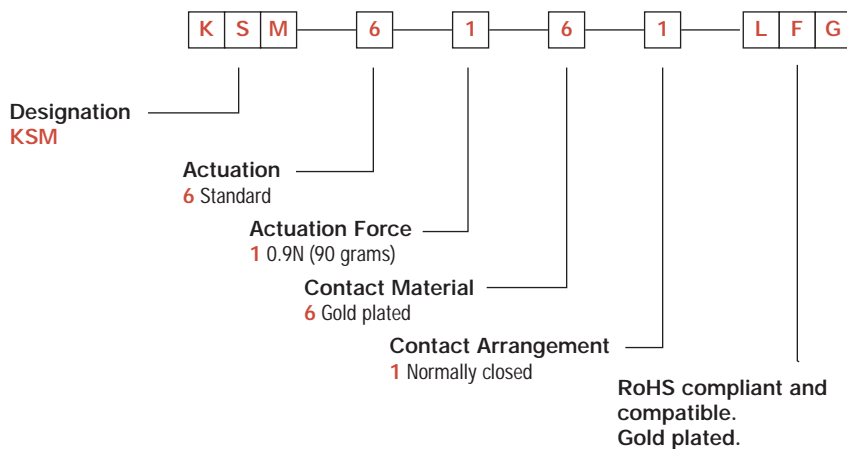 K S M 6 1 6 1 L F G
Designation
KSM
Actuation
6 Standard
Actuation Force
1 0.9N (90 grams)
Contact Material
6 Gold plated
Contact Arrangement
1 Normally closed
RoHS compliant and
compatible.
Gold plated.